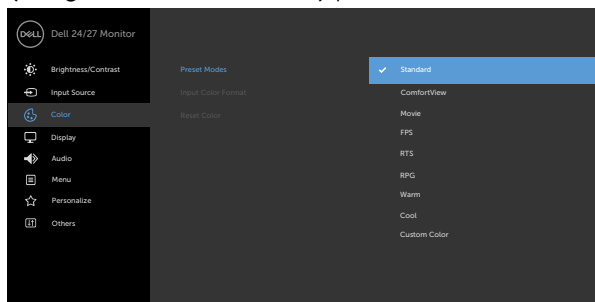 DELL Dell 24/27 Monitor
Brightness/Contrast Preset Modes Standard
Input Source Input Color Format ComfortView
Color Reset Color Movie
Display FPS
Audio RTS
Menu RPG
Personalize Warm
Others Cool
Custom Color